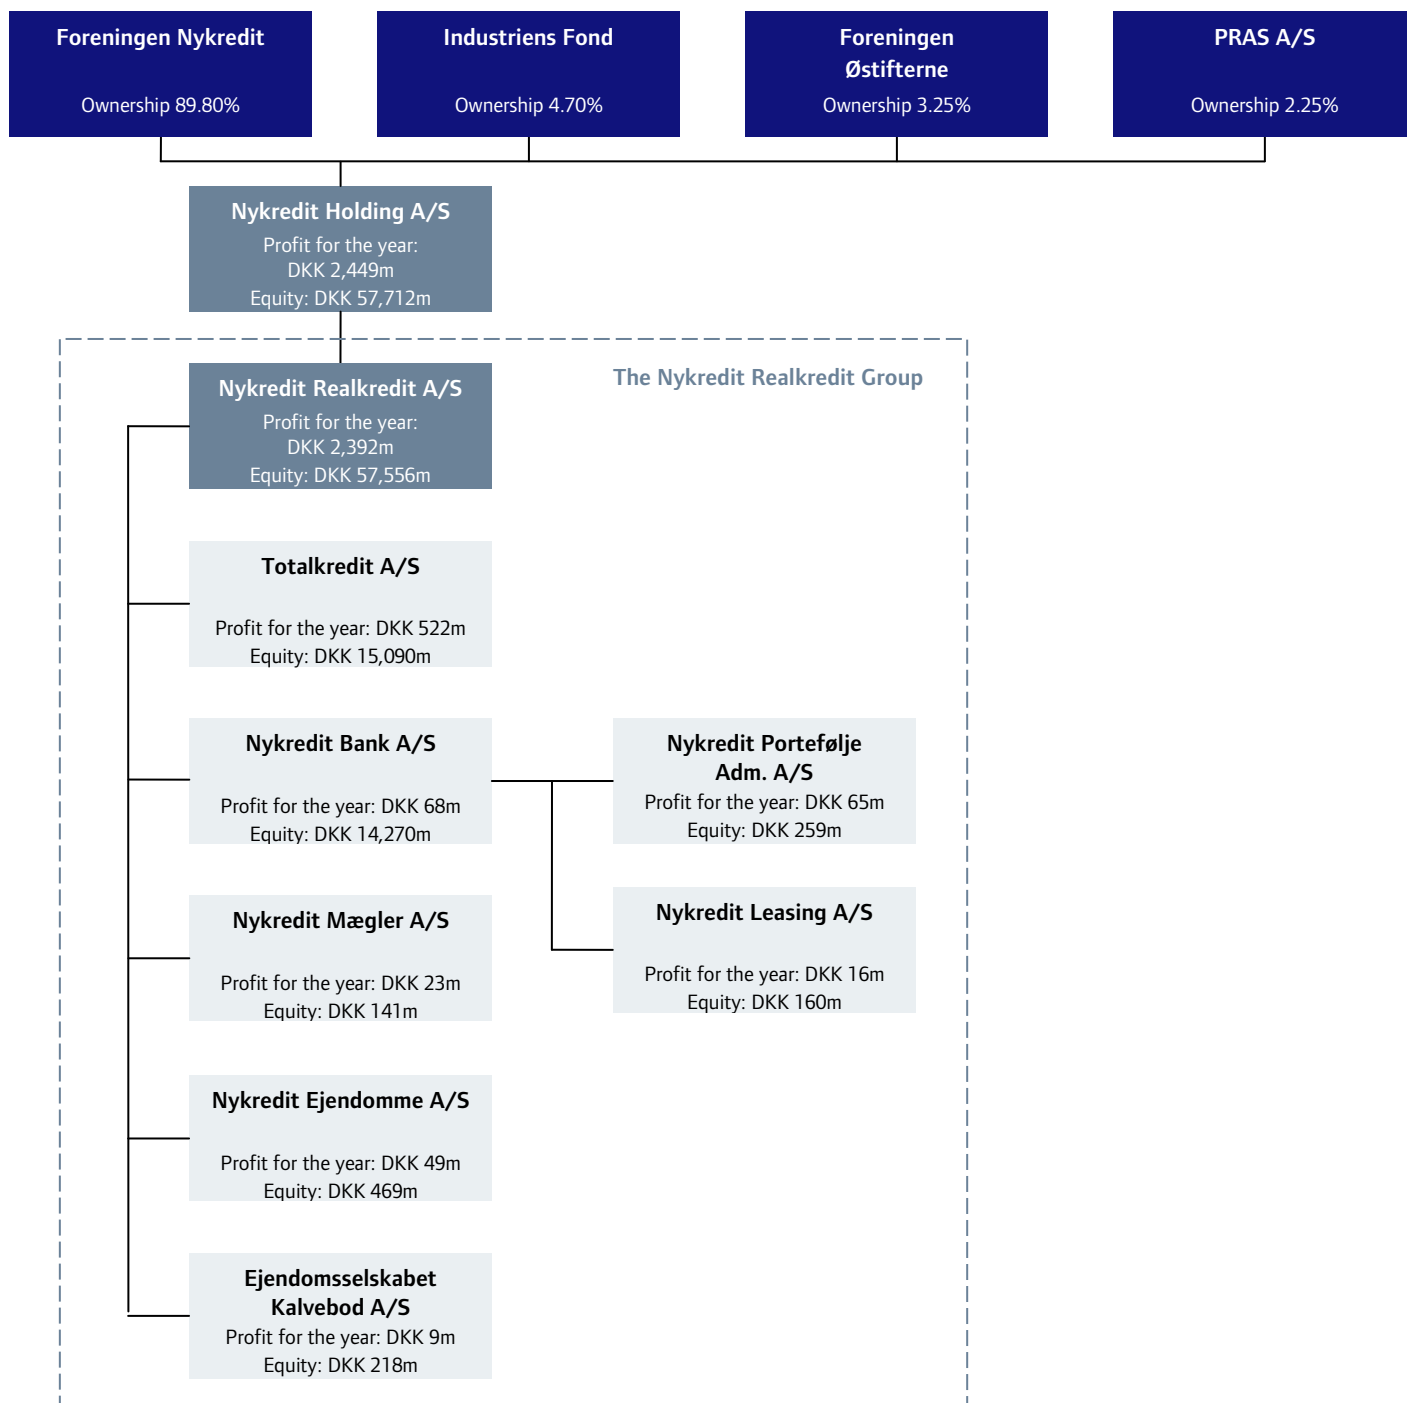 Foreningen Nykredit
Ownership 89.80%
Industriens Fond
Ownership 4.70%
Foreningen
Østifterne
Ownership 3.25%
PRAS A/S
Ownership 2.25%
Nykredit Holding A/S
Profit for the year:
DKK 2,449m
Equity: DKK 57,712m
The Nykredit Realkredit Group
Nykredit Realkredit A/S
Profit for the year:
DKK 2,392m
Equity: DKK 57,556m
Totalkredit A/S
Profit for the year: DKK 522m
Equity: DKK 15,090m
Nykredit Bank A/S
Profit for the year: DKK 68m
Equity: DKK 14,270m
Nykredit Portefølje
Adm. A/S
Profit for the year: DKK 65m
Equity: DKK 259m
Nykredit Mægler A/S
Profit for the year: DKK 23m
Equity: DKK 141m
Nykredit Leasing A/S
Profit for the year: DKK 16m
Equity: DKK 160m
Nykredit Ejendomme A/S
Profit for the year: DKK 49m
Equity: DKK 469m
Ejendomsselskabet
Kalvebod A/S
Profit for the year: DKK 9m
Equity: DKK 218m